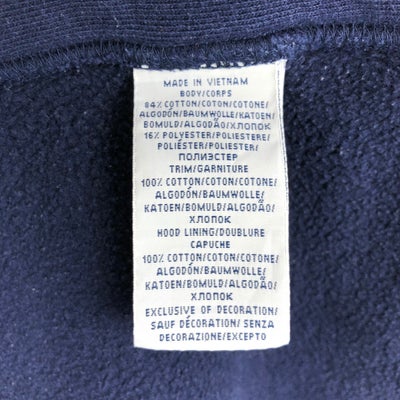 MADE IN VIETNAM
BODY/CORPS
84% COTTON/COTON/COTONE/
ALGODÓN/BAUMWOLLE/KATOEN/
BOMULD/ALGODÃO/ХЛОПОК
16% POLYESTER/POLIESTERE/
POLIÉSTER/POLIESTER/
ПОЛИЭСТЕР
TRIM/GARNITURE
100% COTTON/COTON/COTONE/
ALGODÓN/BAUMWOLLE/
KATOEN/BOMULD/ALGODÃO/
ХЛОПОК
HOOD LINING/DOUBLURE
CAPUCHE
100% COTTON/COTON/COTONE/
ALGODÓN/BAUMWOLLE/
KATOEN/BOMULD/ALGODÃO/
ХЛОПОК
EXCLUSIVE OF DECORATION/
SAUF DÉCORATION/ SENZA
DECORAZIONE/EXCEPTO